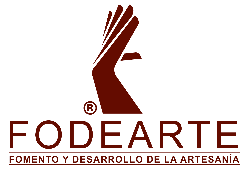 ®
FODEARTE
FOMENTO Y DESARROLLO DE LA ARTESANÍA